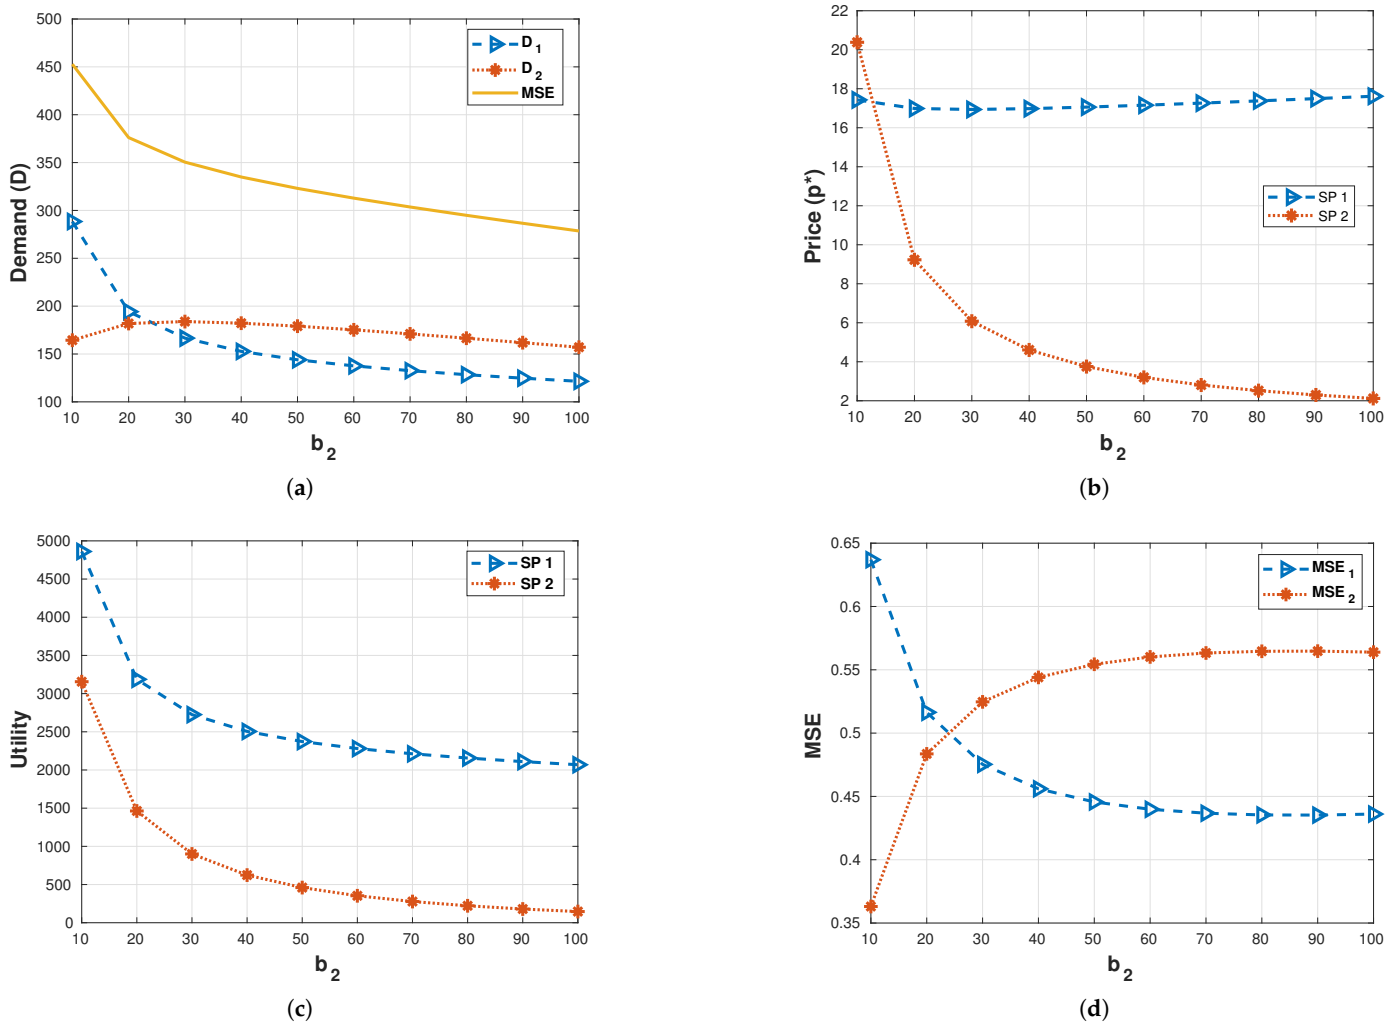 500
450
400
350
300
250
200
150
100
10 20 30 40 50 60 70 80 90 100
Demand (D)
b2
D1
D2
MSE
(a)
22
20
18
16
14
12
10
8
6
4
2
10 20 30 40 50 60 70 80 90 100
Price (p*)
b2
SP 1
SP 2
(b)
5000
4500
4000
3500
3000
2500
2000
1500
1000
500
0
10 20 30 40 50 60 70 80 90 100
Utility
b2
SP 1
SP 2
(c)
0.65
0.6
0.55
0.5
0.45
0.4
0.35
10 20 30 40 50 60 70 80 90 100
MSE
b2
MSE1
MSE2
(d)